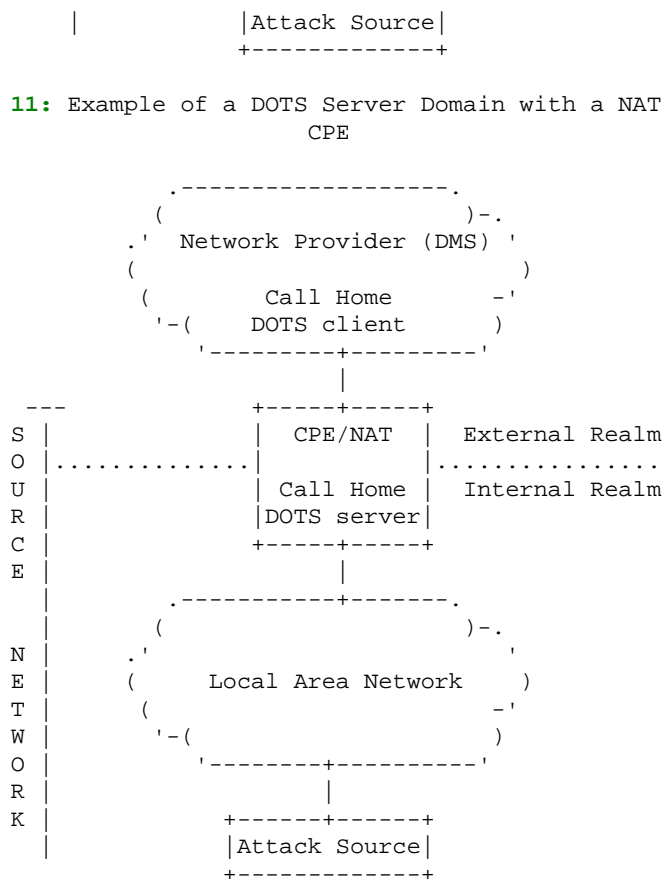 |            |Attack Source|
             +-------------+
11: Example of a DOTS Server Domain with a NAT
CPE
.-------------------.
(                      )-.
.'  Network Provider (DMS) '
(                            )
(        Call Home       -'
'-(    DOTS client      )
'---------+---------'
|
---             +-----+-----+
S |              |  CPE/NAT  |  External Realm
O |..............|           |................
U |              | Call Home |  Internal Realm
R |              |DOTS server|
C |              +-----+-----+
E |                    |
|        .-----------+-------.
|       (                      )-.
N |     .'                          '
E |     (     Local Area Network     )
T |      (                         -'
W |       '-(                      )
O |          '--------+----------'
R |                   |
K |            +------+------+
|            |Attack Source|
+-------------+